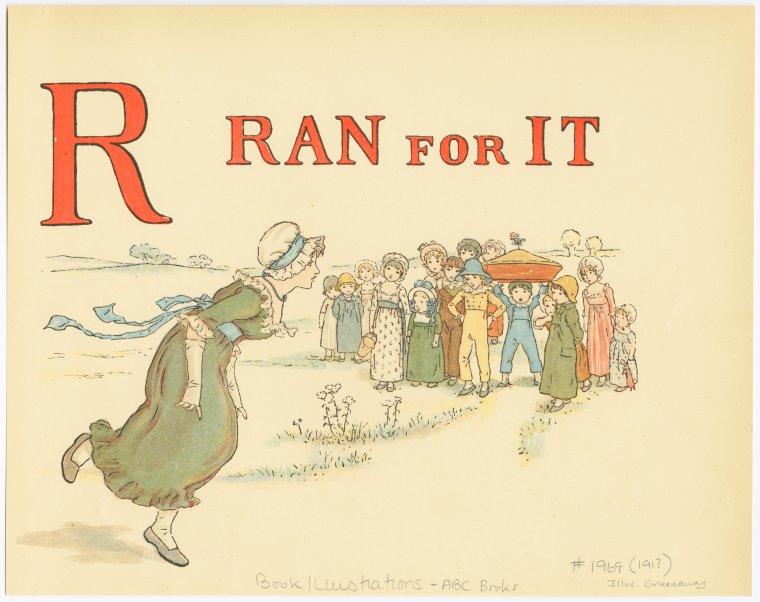 R RAN FOR IT
# 1969 (191?)
Book Illustrations - ABC Books
Illus. Greenaway